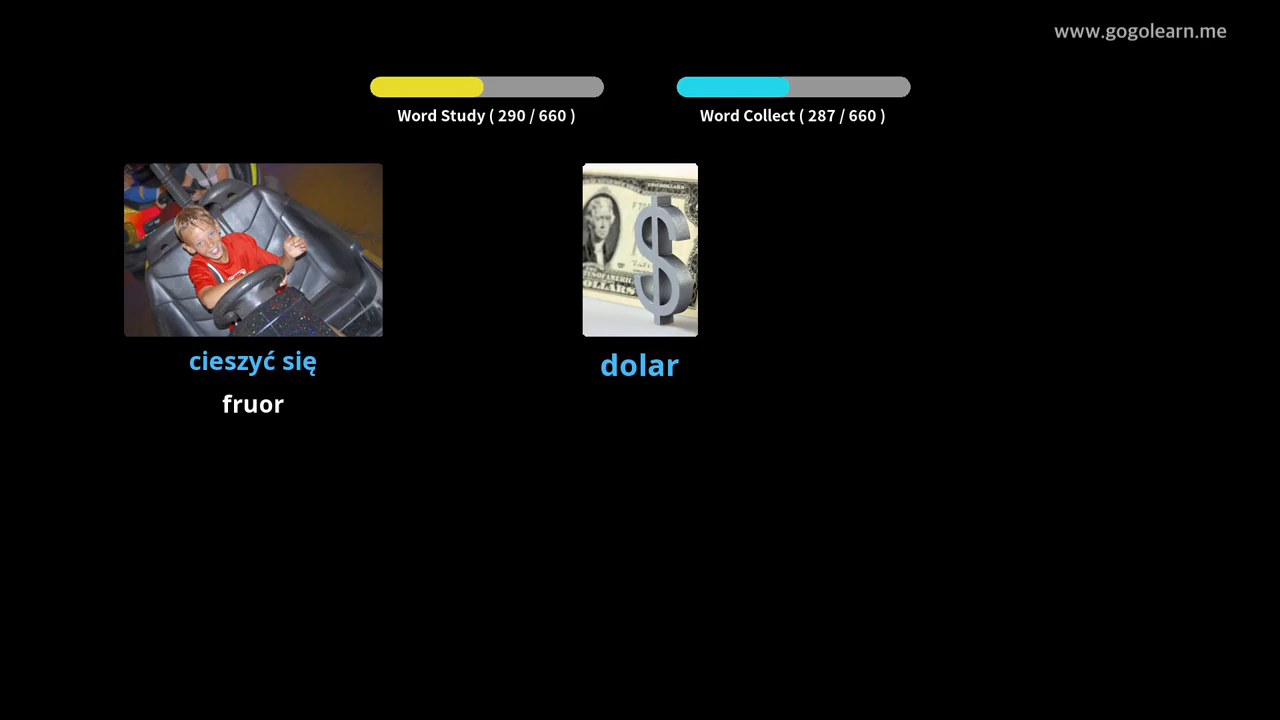 www.gogolearn.me
Word Study ( 290 / 660 )
Word Collect ( 287 / 660 )
cieszyć się
dolar
fruor